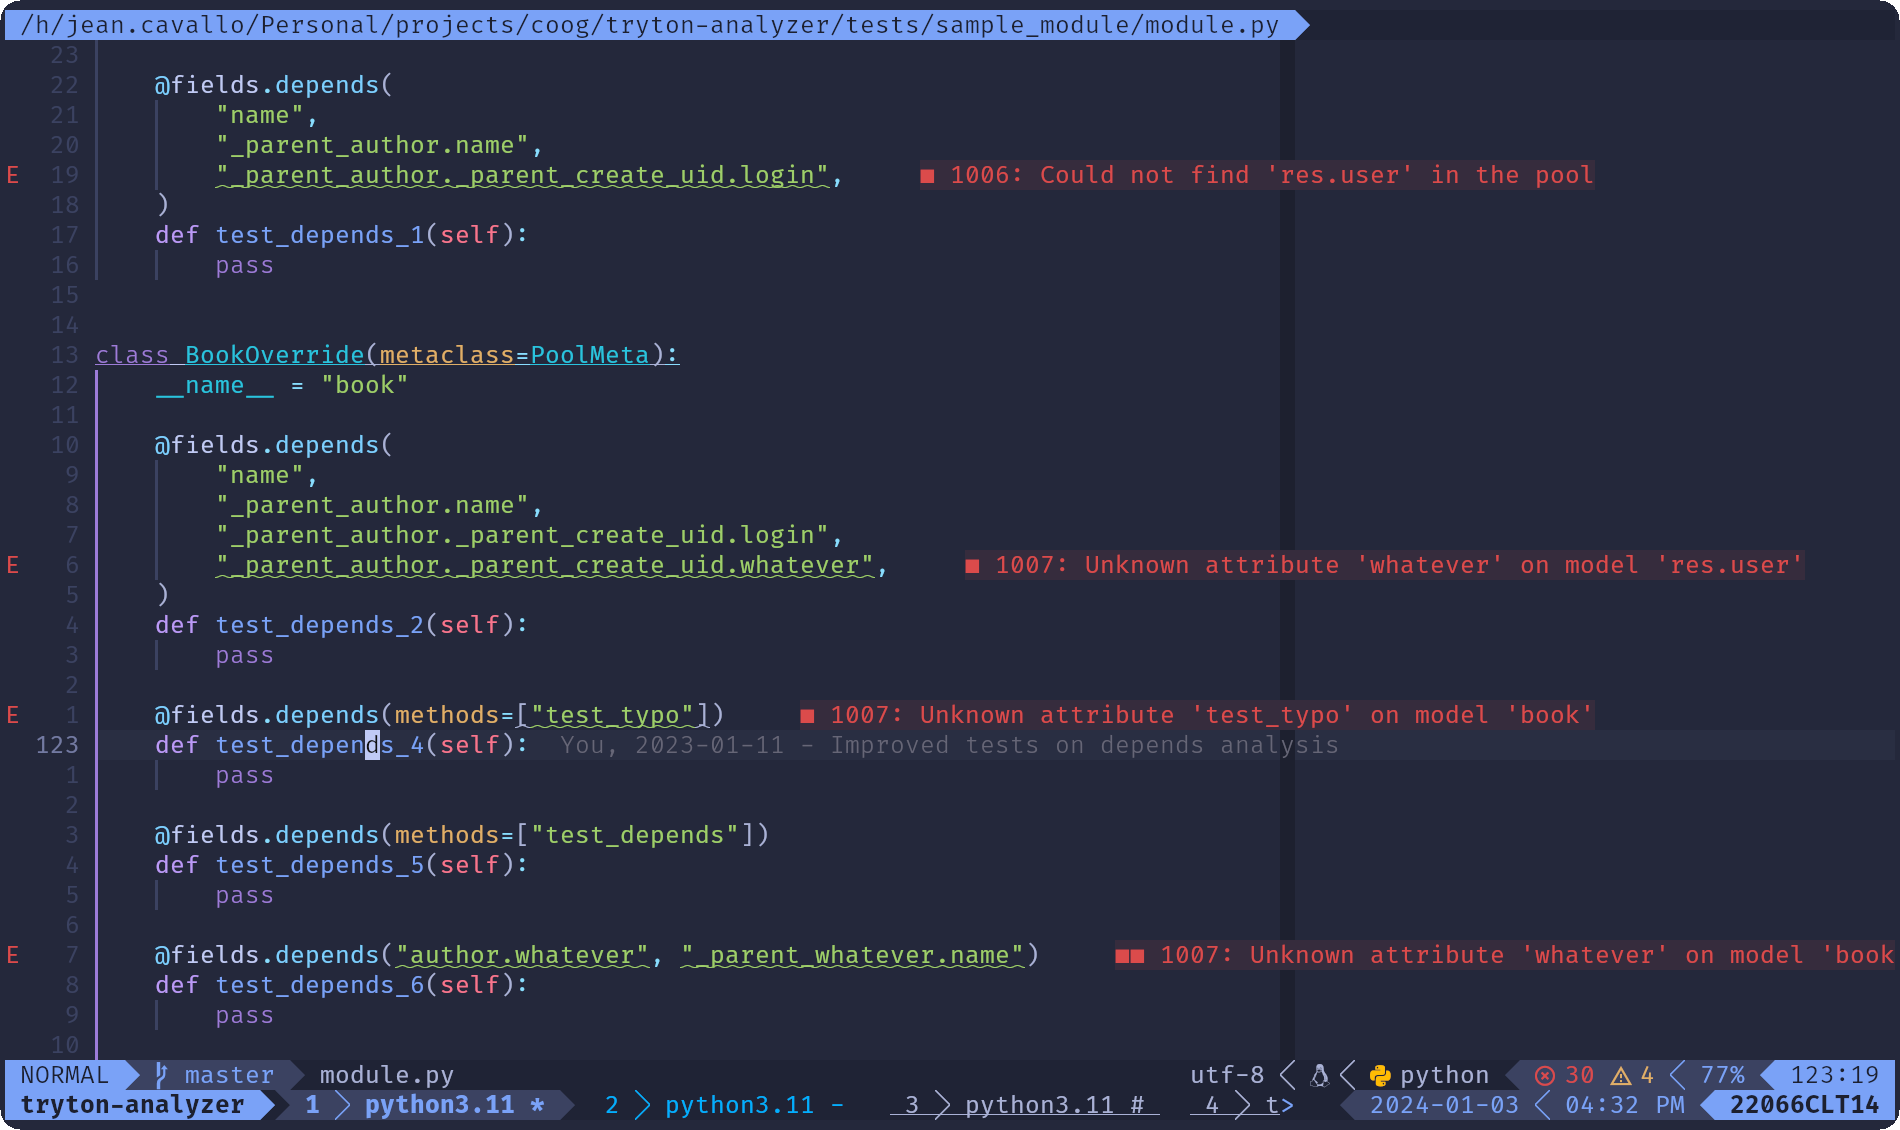 /h/jean.cavallo/Personal/projects/coog/tryton-analyzer/tests/sample_module/module.py
23
22 @fields.depends(
21 "name",
20 "_parent_author.name",
E 19 "_parent_author._parent_create_uid.login", ■ 1006: Could not find 'res.user' in the pool
18 )
17 def test_depends_1(self):
16 pass
15
14
13 class BookOverride(metaclass=PoolMeta):
12 __name__ = "book"
11
10 @fields.depends(
9 "name",
8 "_parent_author.name",
7 "_parent_author._parent_create_uid.login",
E 6 "_parent_author._parent_create_uid.whatever", ■ 1007: Unknown attribute 'whatever' on model 'res.user'
5 )
4 def test_depends_2(self):
3 pass
2
E 1 @fields.depends(methods=["test_typo"]) ■ 1007: Unknown attribute 'test_typo' on model 'book'
123 def test_depends_4(self): You, 2023-01-11 - Improved tests on depends analysis
1 pass
2
3 @fields.depends(methods=["test_depends"])
4 def test_depends_5(self):
5 pass
6
E 7 @fields.depends("author.whatever", "_parent_whatever.name") ■■ 1007: Unknown attribute 'whatever' on model 'book
8 def test_depends_6(self):
9 pass
10
NORMAL master module.py utf-8 python 30 4 77% 123:19
tryton-analyzer 1 python3.11 * 2 python3.11 - 3 python3.11 # 4 t> 2024-01-03 04:32 PM 22066CLT14